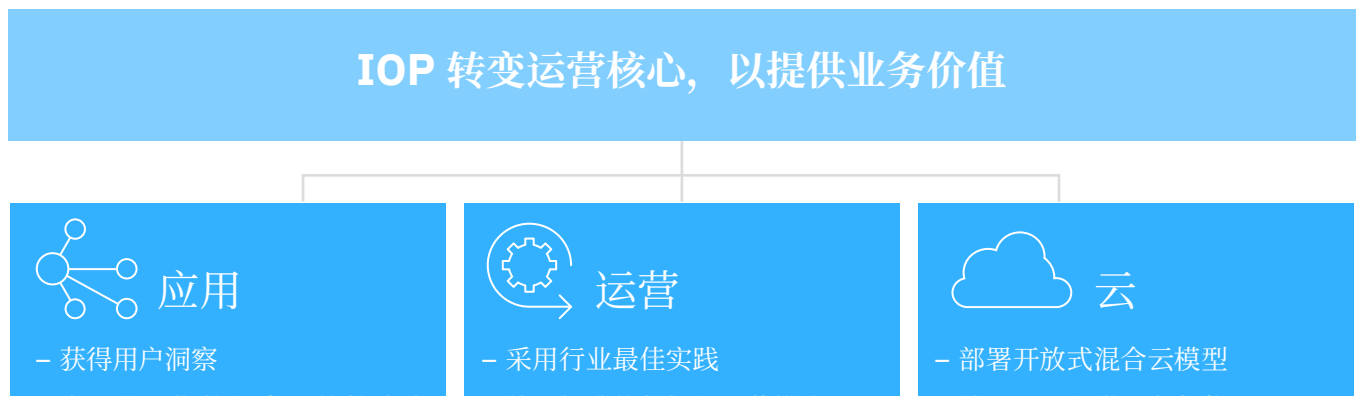 IOP 转变运营核心，以提供业务价值
应用
– 获得用户洞察
运营
– 采用行业最佳实践
云
– 部署开放式混合云模型